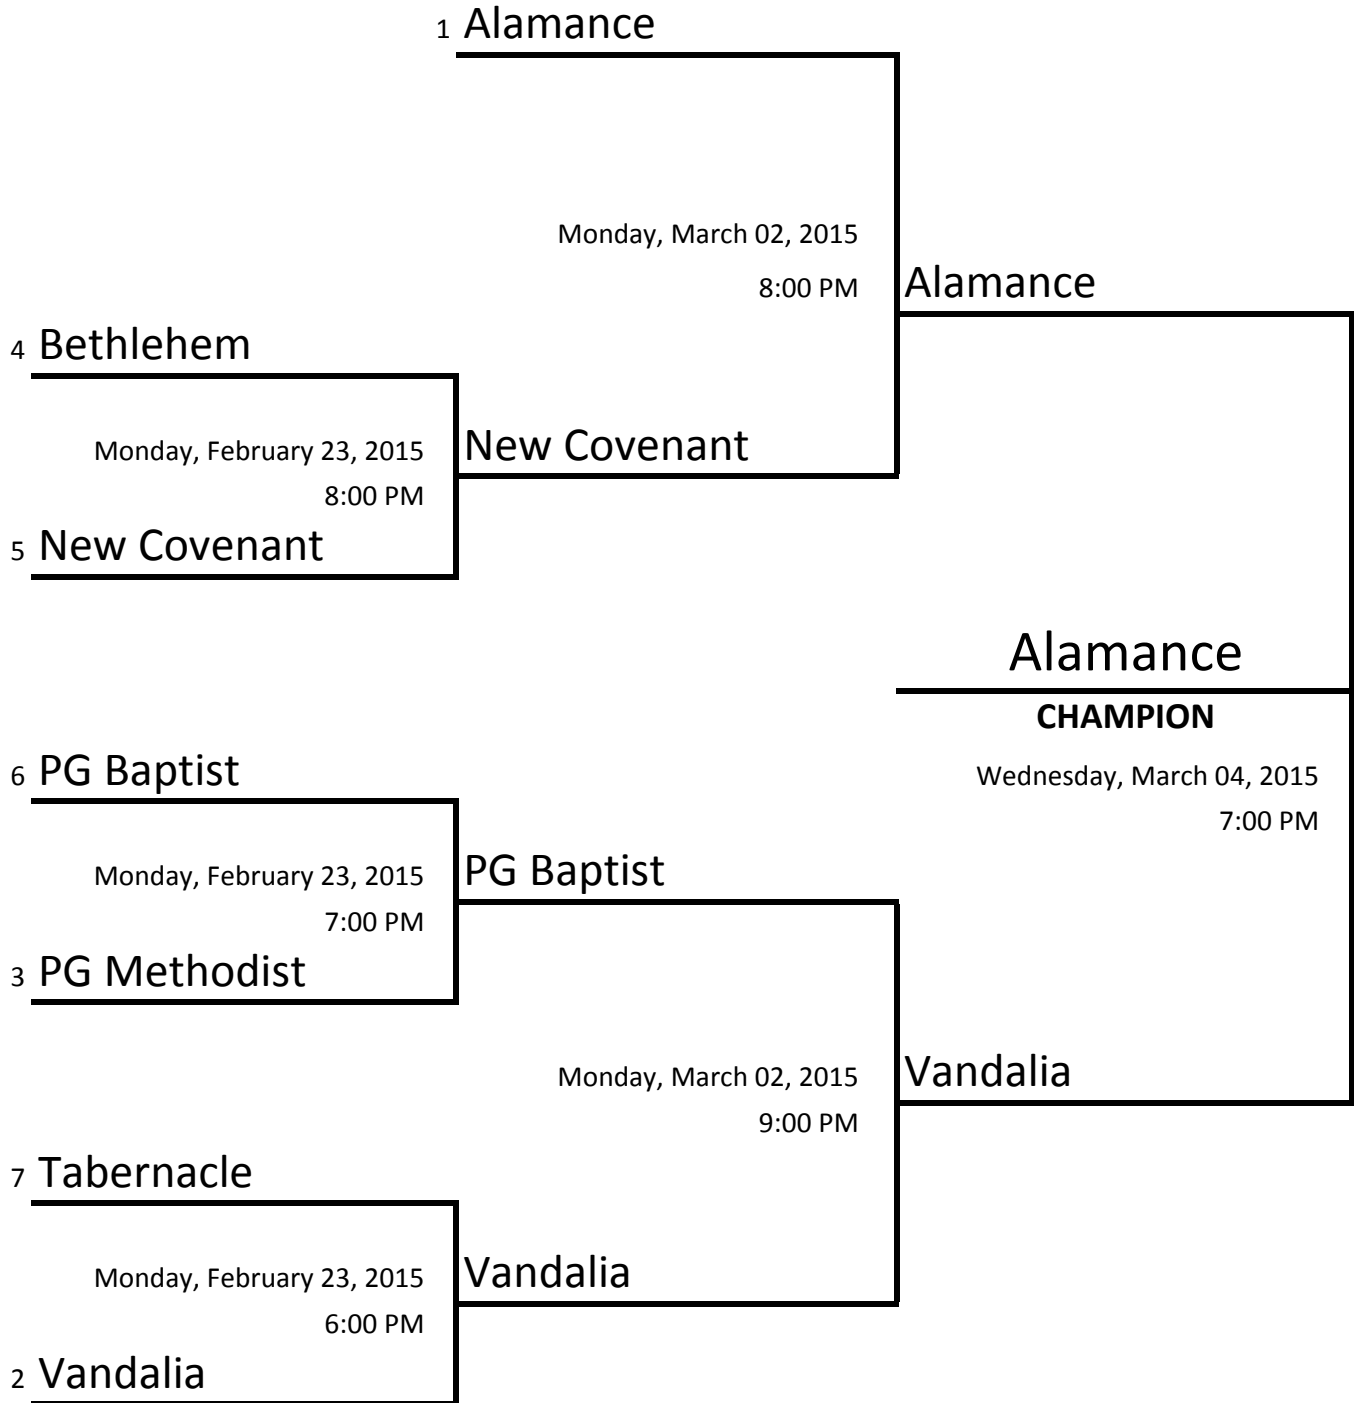 1 Alamance
Monday, March 02, 2015
8:00 PM
Alamance
4 Bethlehem
Monday, February 23, 2015
8:00 PM
New Covenant
5 New Covenant
Alamance
CHAMPION
Wednesday, March 04, 2015
7:00 PM
6 PG Baptist
Monday, February 23, 2015
7:00 PM
PG Baptist
3 PG Methodist
Monday, March 02, 2015
9:00 PM
Vandalia
7 Tabernacle
Monday, February 23, 2015
6:00 PM
Vandalia
2 Vandalia